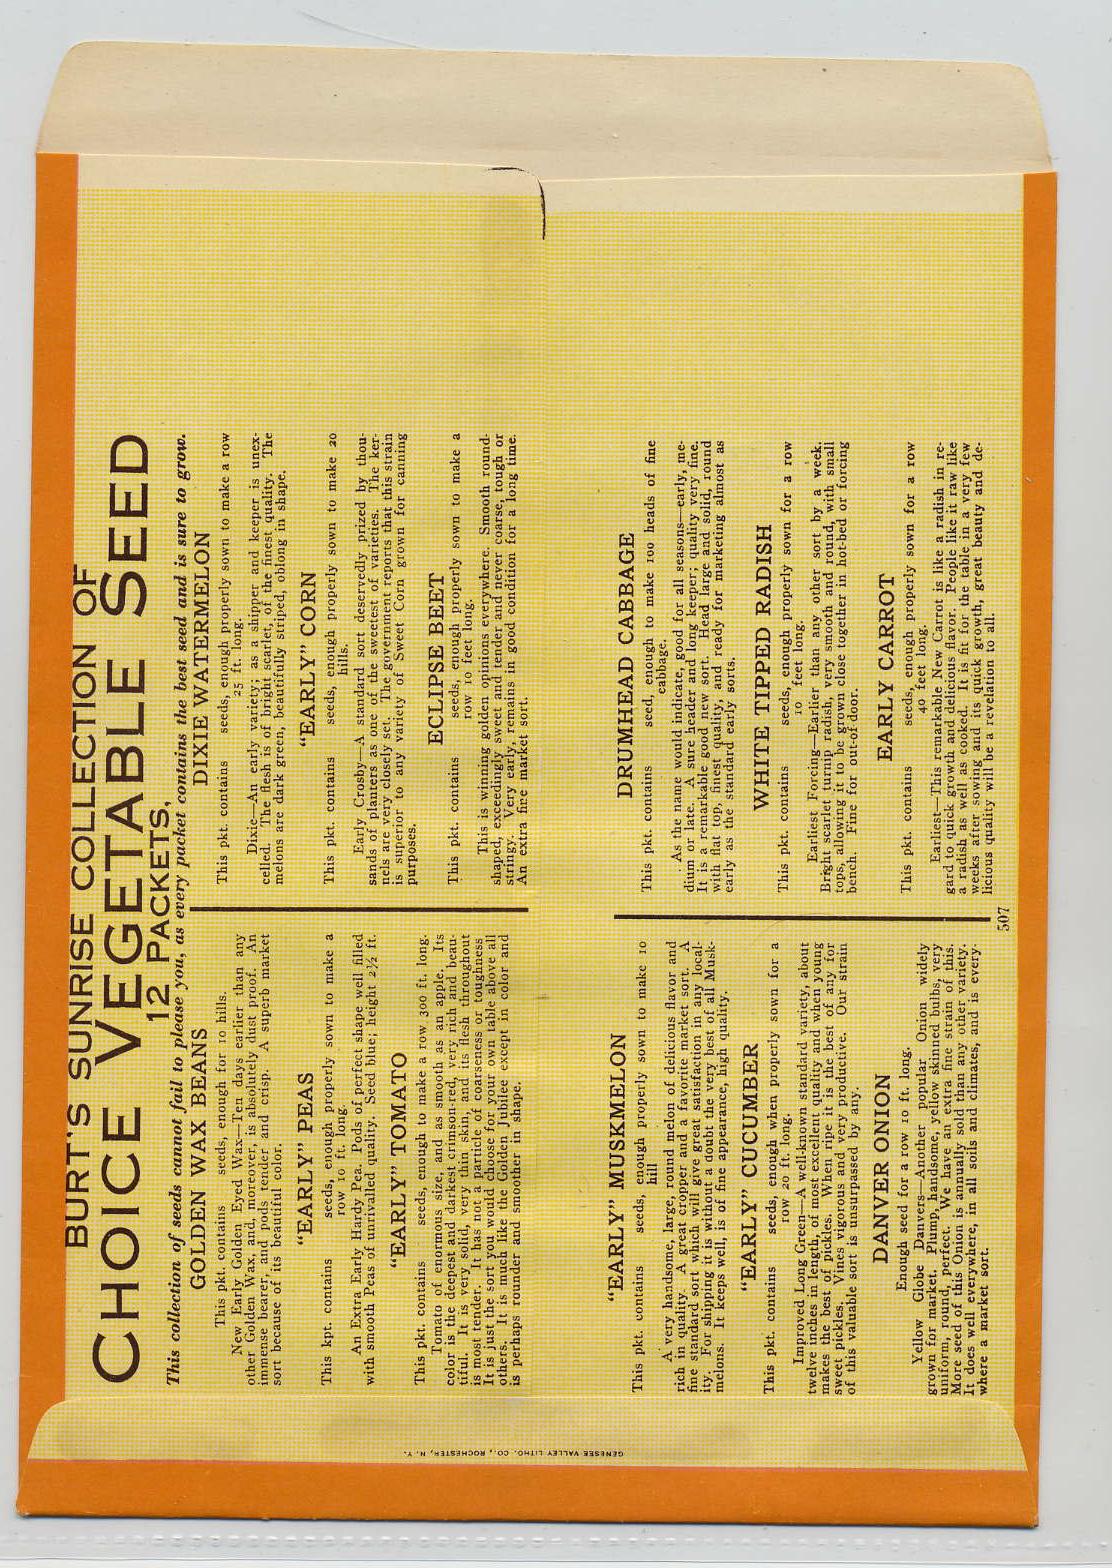 BURT'S SUNRISE COLLECTION OF
CHOICE VEGETABLE SEED
12 PACKETS,
This collection of seeds cannot fail to please you, as every packet contains the best seed and is sure to grow.
GOLDEN WAX BEANS
This pkt. contains seeds, enough for 10 hills.
New Early Golden Eyed Wax—Ten days earlier than any
other Golden Wax, and, moreover, is absolutely dust proof. An
immense bearer, and pods tender and crisp. A superb market
sort because of its beautiful color.
"EARLY" PEAS
This kpt. contains seeds, enough properly sown to make a
row 10 ft. long.
An Extra Early Hardy Pea. Pods of perfect shape well filled
with smooth Peas of unrivalled quality. Seed blue; height 2½ ft.
"EARLY" TOMATO
This pkt. contains seeds, enough to make a row 300 ft. long.
Tomato of enormous size, and as smooth as an apple. Its
color is the deepest and darkest crimson-red, very rich and beau-
tiful. It is very solid, very thin skin, and its flesh throughout
is most tender. It has not a particle of coarseness or toughness
It is just the sort you would choose for your own table above all
others. It is much like the Golden Jubilee except in color and
is perhaps rounder and smoother in shape.
DIXIE WATERMELON
This pkt. contains seeds, enough properly sown to make a row
25 ft. long.
Dixie—An early variety; as a shipper and keeper is unex-
celled. The flesh is of bright scarlet, of the finest quality. The
melons are dark green, beautifully striped, oblong in shape.
"EARLY" CORN
This pkt. contains seeds, enough properly sown to make 20
hills.
Early Crosby—A standard sort deservedly prized by thou-
sands of planters as one of the sweetest of varieties. The ker-
nels are very closely set. The government reports that this strain
is superior to any variety of Sweet Corn grown for canning
purposes.
ECLIPSE BEET
This pkt. contains seeds, enough properly sown to make a
row 10 feet long.
This is winning golden opinions everywhere. Smooth round-
shaped, exceedingly sweet and tender and never coarse, tough or
stringy. Very early, remains in good condition for a long time.
An extra fine market sort.
"EARLY" MUSKMELON
This pkt. contains seeds, enough properly sown to make 10
hill
A very handsome, large, round melon of delicious flavor and
rich in quality. A great cropper and a favorite market sort. A
fine standard sort which will give great satisfaction in any local-
ity. For shipping it is without a doubt the very best of all Musk-
melons. It keeps well, is of fine appearance, high quality.
"EARLY" CUCUMBER
This pkt. contains seeds, enough when properly sown for a
row 20 ft. long.
Improved Long Green—A well-known standard variety, about
twelve inches in length, of most excellent quality and when young
makes the best of pickles. When ripe it is the best of any for
sweet pickles. Vines vigorous and very productive. Our strain
of this valuable sort is unsurpassed by any.
DANVER ONION
Enough seed for a row 10 ft. long.
Yellow Globe Danvers—Another popular Onion widely
grown for market. Plump, handsome, yellow skinned bulbs, very
uniform, round, perfect. We have an extra fine strain of this.
More seed of this Onion is annually sold than any other variety.
It does well everywhere, in all soils and climates, and is every-
where a market sort.
DRUMHEAD CABBAGE
This pkt. contains seed, enough to make 100 heads of fine
cabbage.
As the name would indicate, good for all seasons—early, me-
dium or late. A sure header and long keeper; quality very fine.
It is a remarkable good new sort. Head large and solid, round
with flat top, finest quality, and ready for marketing almost as
early as the standard early sorts.
WHITE TIPPED RADISH
This pkt. contains seeds, enough properly sown for a row
10 feet long.
Earliest Forcing—Earlier than any other sort by a week.
Bright scarlet turnip radish, very smooth and round, with small
tops, allowing it to be grown close together in hot-bed or forcing
bench. Fine for out-of-door.
EARLY CARROT
This pkt. contains seeds, enough properly sown for a row
40 feet long.
Earliest—This remarkable New Carrot is like a radish in re-
gard to quick growth and delicious flavor. People like it raw like
a radish as well as cooked. It is fit for the table in a very few
weeks after sowing and its quick growth, great beauty and de-
licious quality will be a revelation to all.
507
GENESEE VALLEY LITHO. CO., ROCHESTER, N. Y.